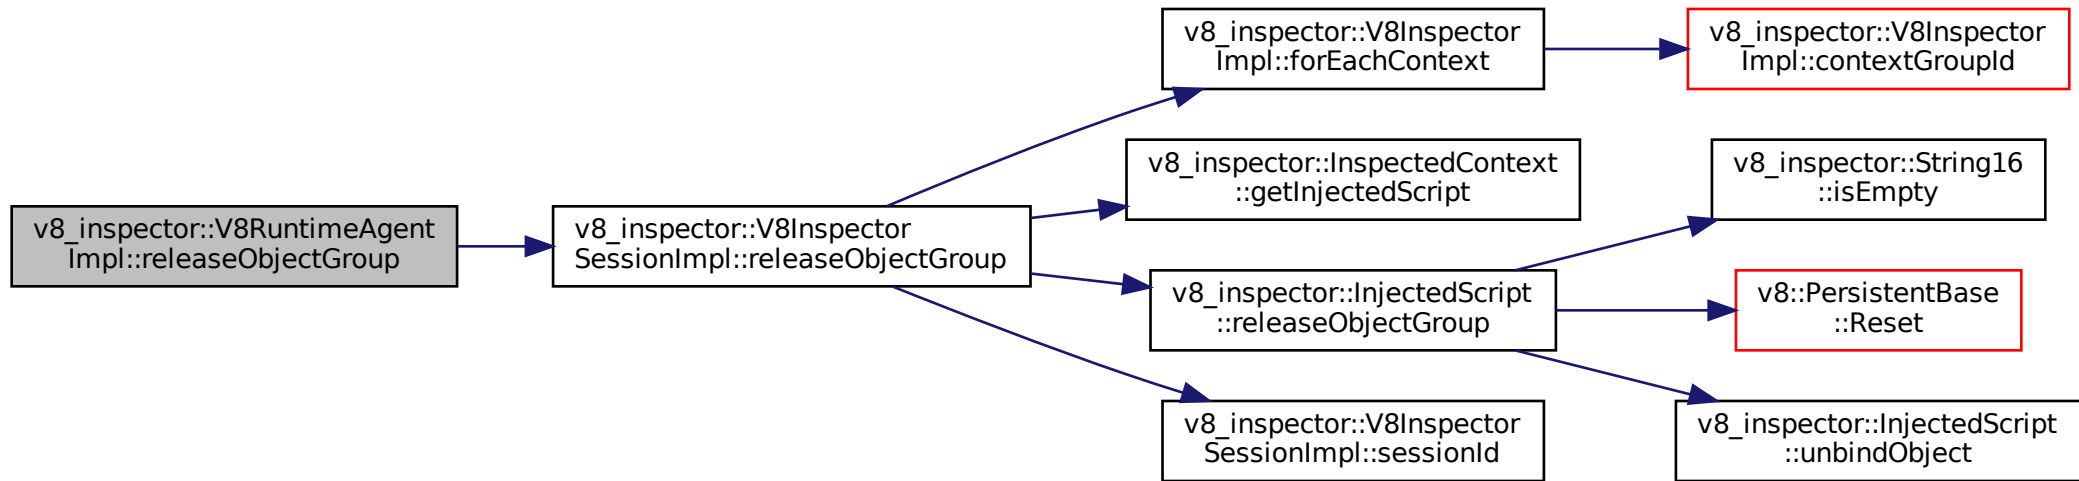 v8_inspector::V8RuntimeAgent
Impl::releaseObjectGroup
v8_inspector::V8Inspector
SessionImpl::releaseObjectGroup
v8_inspector::V8Inspector
Impl::forEachContext
v8_inspector::V8Inspector
Impl::contextGroupId
v8_inspector::InspectedContext
::getInjectedScript
v8_inspector::InjectedScript
::releaseObjectGroup
v8_inspector::String16
::isEmpty
v8::PersistentBase
::Reset
v8_inspector::InjectedScript
::unbindObject
v8_inspector::V8Inspector
SessionImpl::sessionId